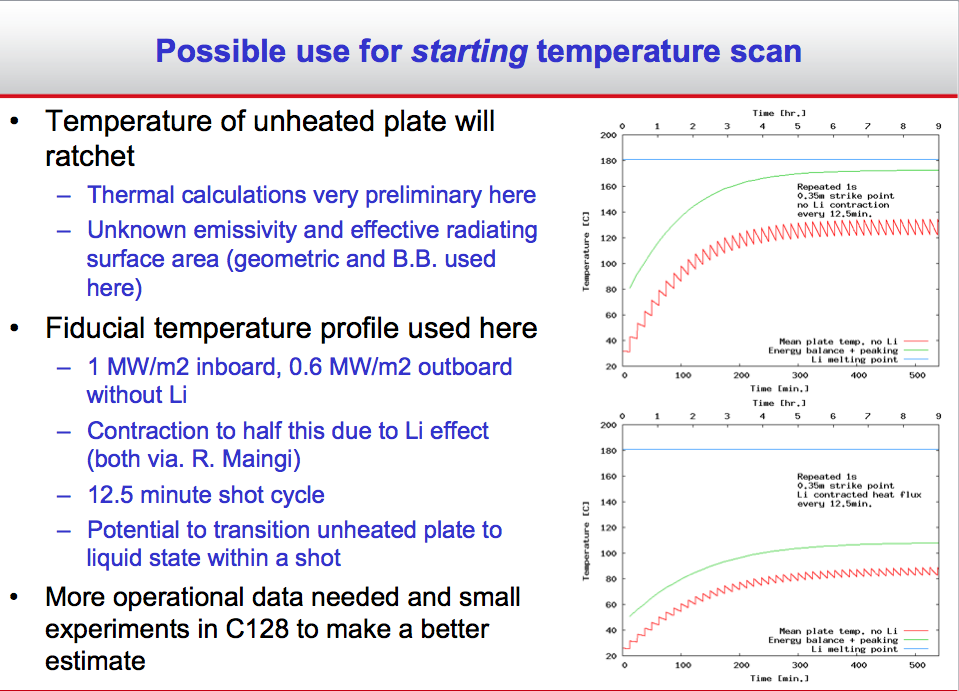 Possible use for starting temperature scan
• Temperature of unheated plate will
ratchet
– Thermal calculations very preliminary here
– Unknown emissivity and effective radiating
surface area (geometric and B.B. used
here)
• Fiducial temperature profile used here
– 1 MW/m2 inboard, 0.6 MW/m2 outboard
without Li
– Contraction to half this due to Li effect
(both via. R. Maingi)
– 12.5 minute shot cycle
– Potential to transition unheated plate to
liquid state within a shot
• More operational data needed and small
experiments in C128 to make a better
estimate
Time [hr.]
0 1 2 3 4 5 6 7 8 9
200
180
160
140
120
100
80
60
40
20
Temperature [C]
Repeated 1s
0.35m strike point
no Li contraction
every 12.5min.
Mean plate temp. no Li
Energy balance + peaking
Li melting point
0 100 200 300 400 500
Time [min.]
Time [hr.]
0 1 2 3 4 5 6 7 8 9
200
180
160
140
120
100
80
60
40
20
Temperature [C]
Repeated 1s
0.35m strike point
Li contracted heat flux
every 12.5min.
Mean plate temp. no Li
Energy balance + peaking
Li melting point
0 100 200 300 400 500
Time [min.]